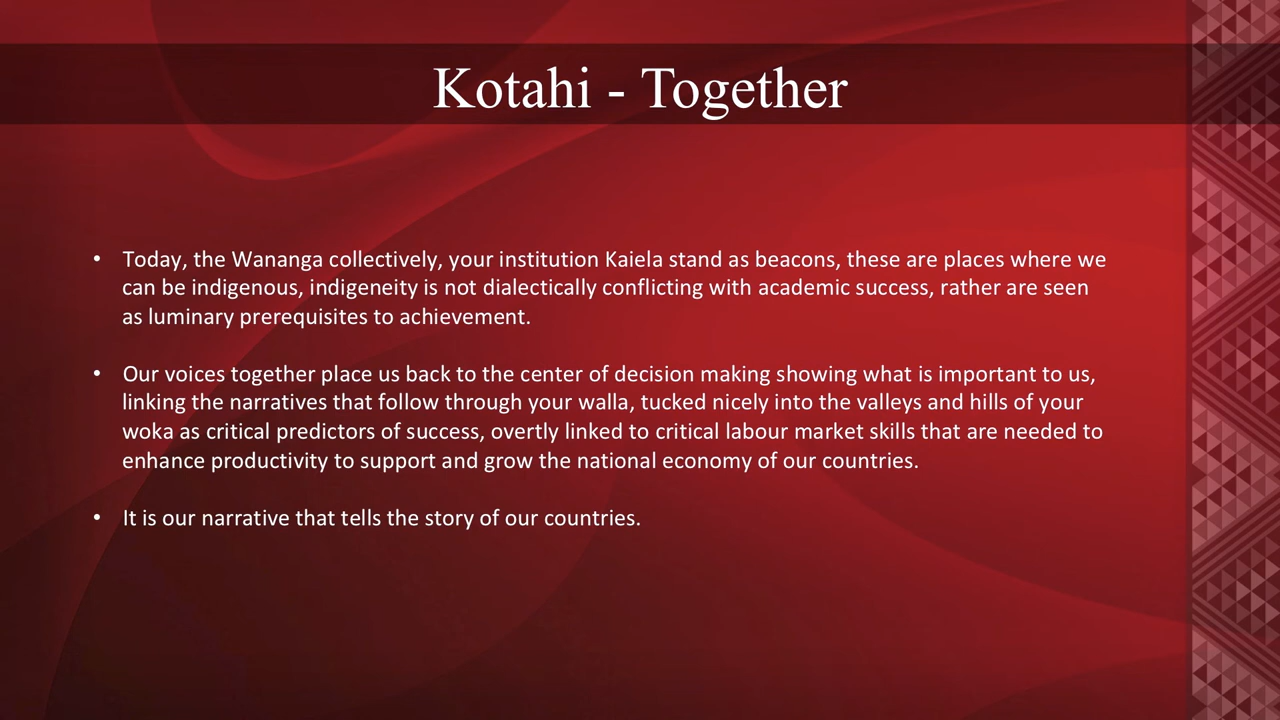 Kotahi - Together
• Today, the Wananga collectively, your institution Kaiela stand as beacons, these are places where we
can be indigenous, indigeneity is not dialectically conflicting with academic success, rather are seen
as luminary prerequisites to achievement.
• Our voices together place us back to the center of decision making showing what is important to us,
linking the narratives that follow through your walla, tucked nicely into the valleys and hills of your
woka as critical predictors of success, overtly linked to critical labour market skills that are needed to
enhance productivity to support and grow the national economy of our countries.
• It is our narrative that tells the story of our countries.